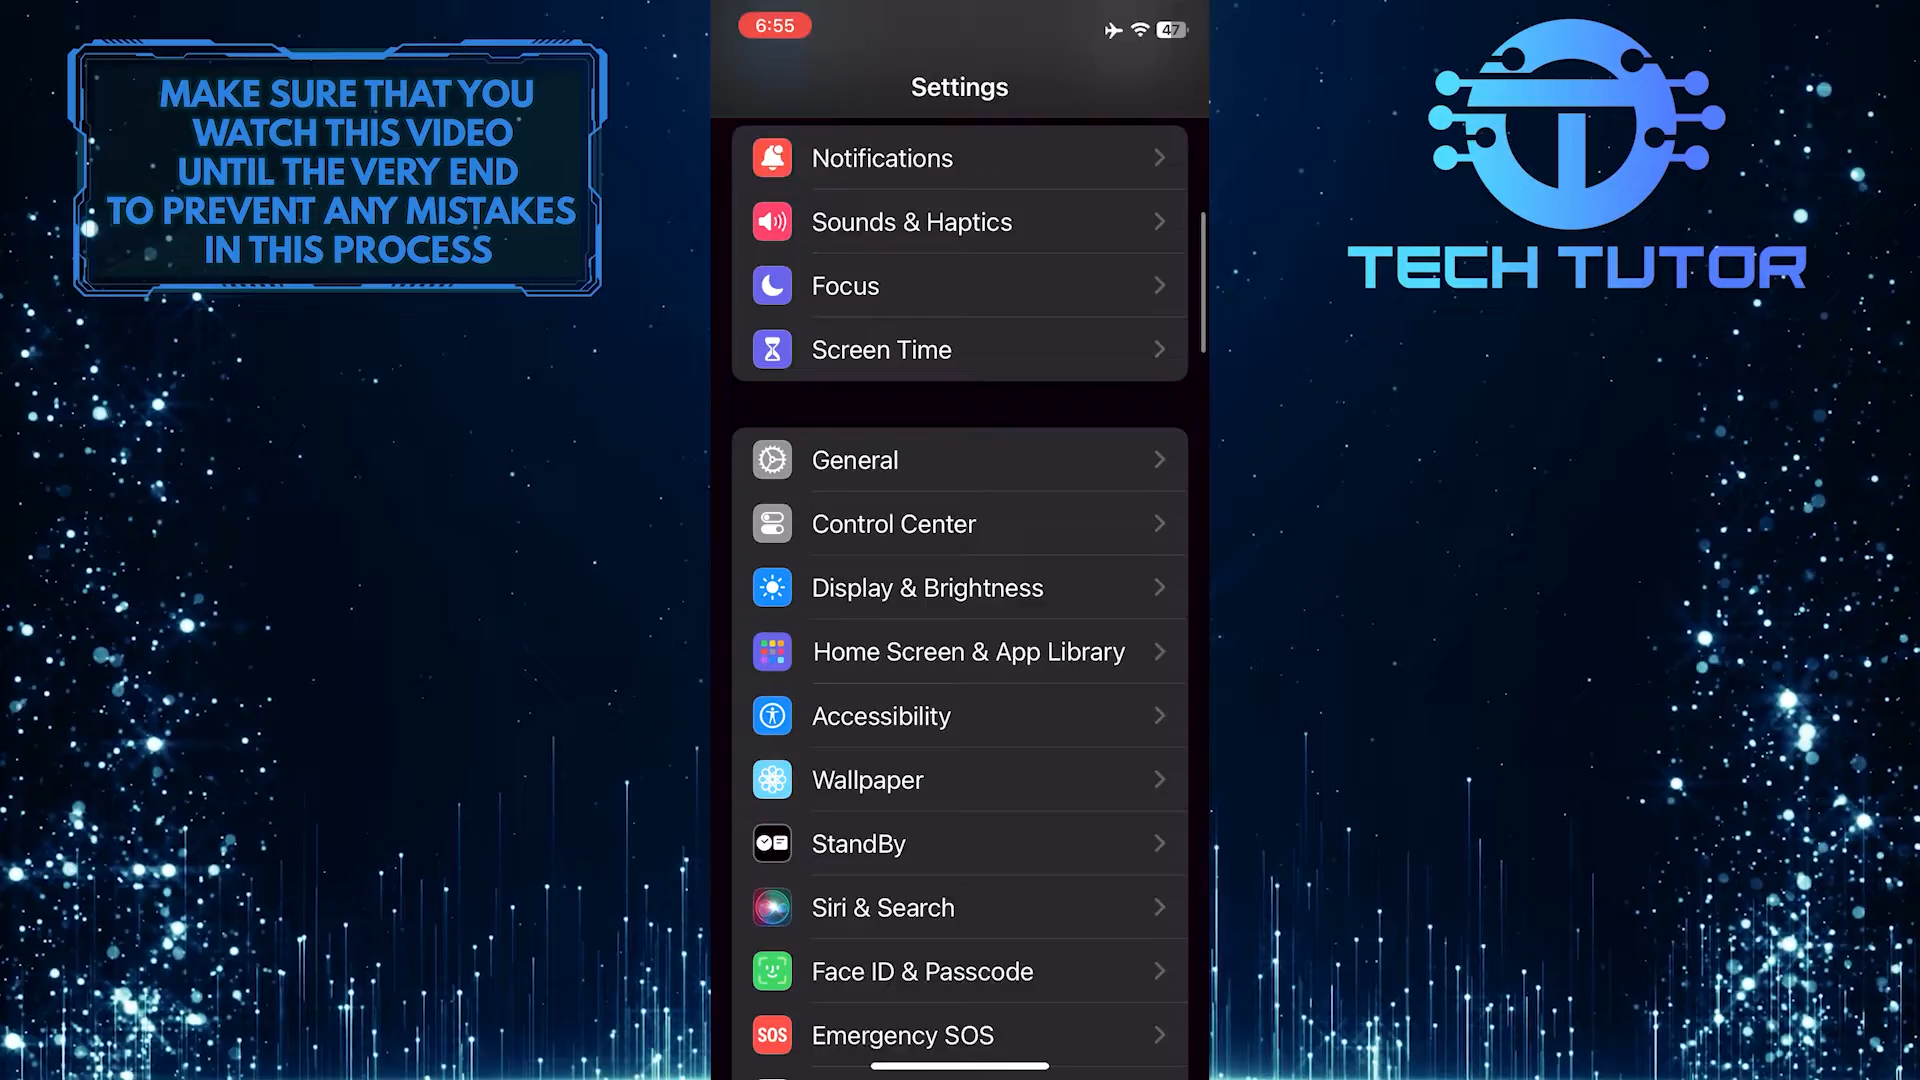 MAKE SURE THAT YOU
WATCH THIS VIDEO
UNTIL THE VERY END
TO PREVENT ANY MISTAKES
IN THIS PROCESS
6:55
47
Settings
Notifications
Sounds & Haptics
Focus
Screen Time
General
Control Center
Display & Brightness
Home Screen & App Library
Accessibility
Wallpaper
StandBy
Siri & Search
Face ID & Passcode
SOS Emergency SOS
TECH TUTOR